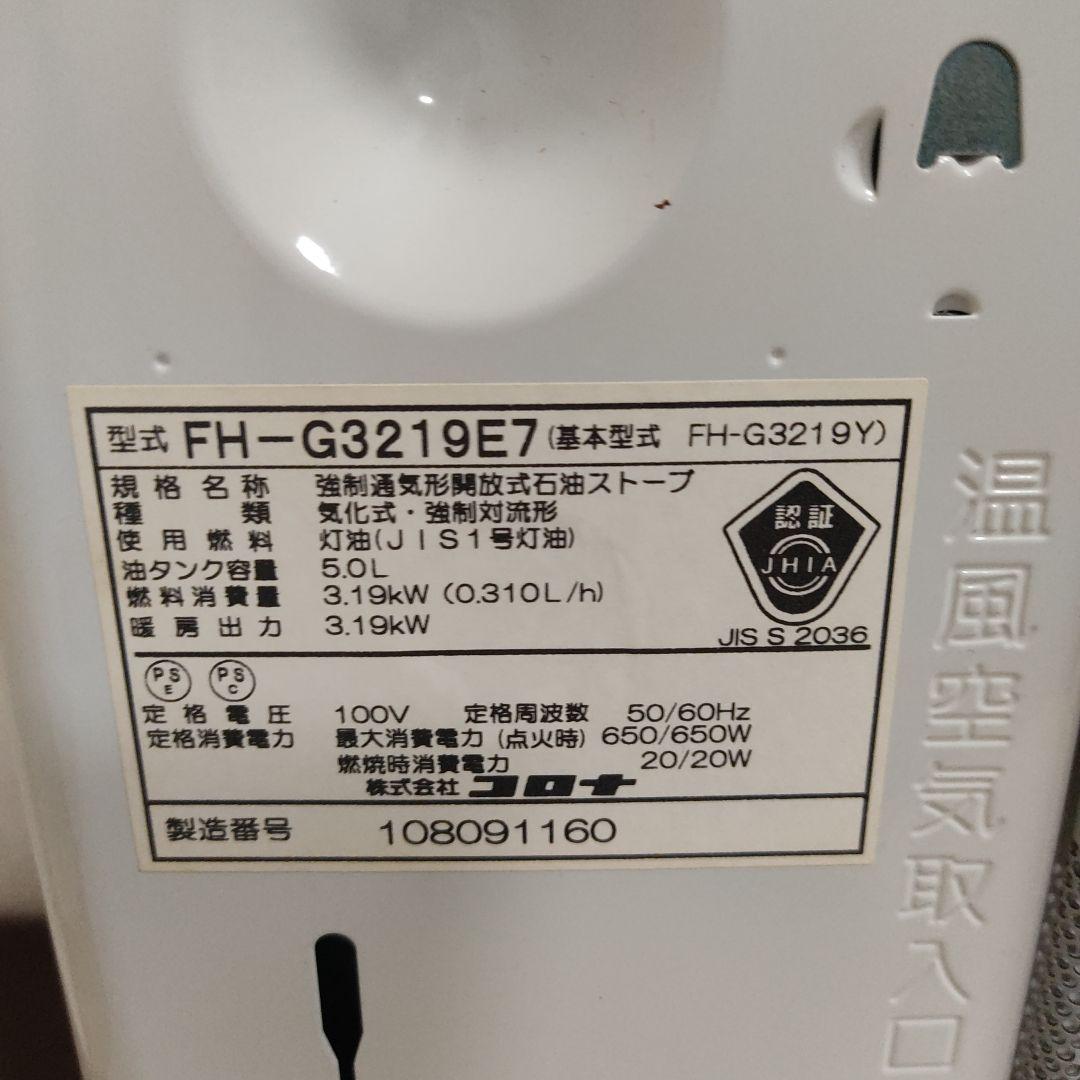 型式 FH-G3219E7 (基本型式 FH-G3219Y)
規格名称 強制通気形開放式石油ストーブ
種類 気化式・強制対流形
使用燃料 灯油(JIS1号灯油)
油タンク容量 5.0L
燃料消費量 3.19kW (0.310L/h)
暖房出力 3.19kW
認証
JHIA
JIS S 2036
PS E PS C
定格電圧 100V 定格周波数 50/60Hz
定格消費電力 最大消費電力 (点火時) 650/650W
燃焼時消費電力 20/20W
株式会社 コロナ
製造番号 108091160
温風空気取入口